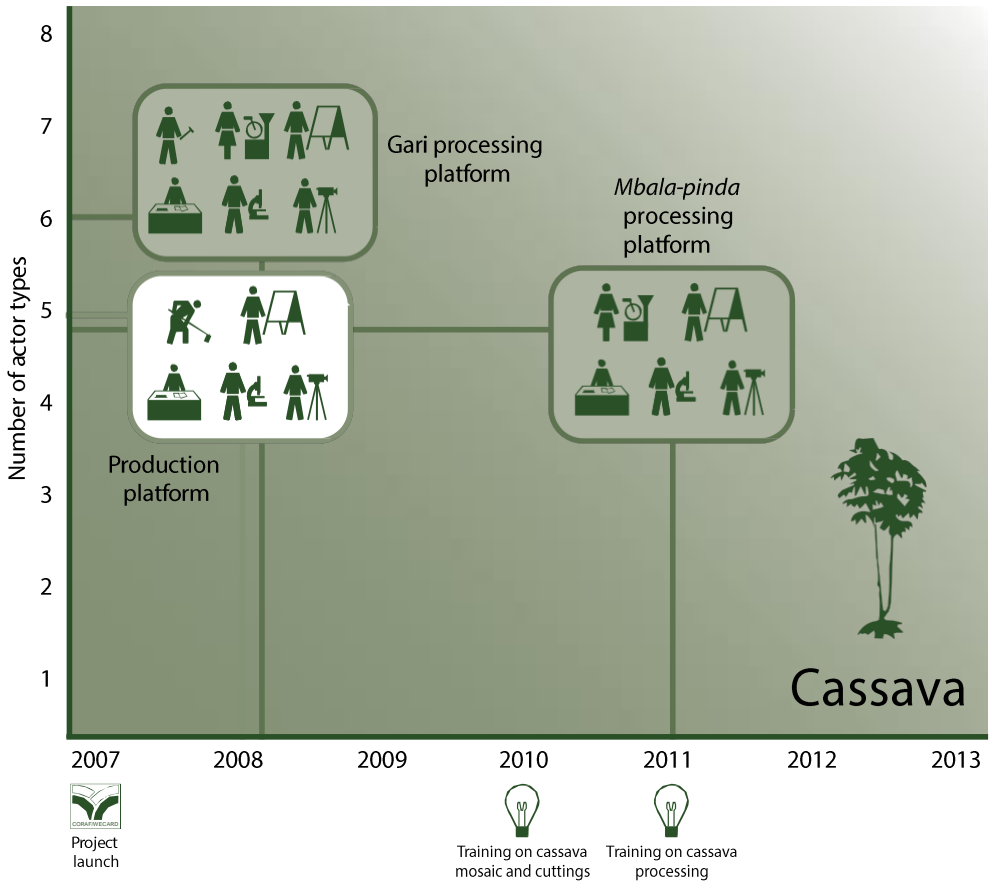 8
7
6
5
4
3
2
1
Number of actor types
Gari processing
platform
Mbala-pinda
processing
platform
Production
platform
Cassava
2007 2008 2009 2010 2011 2012 2013
CORAF/WECARD
Project
launch
Training on cassava
mosaic and cuttings
Training on cassava
processing